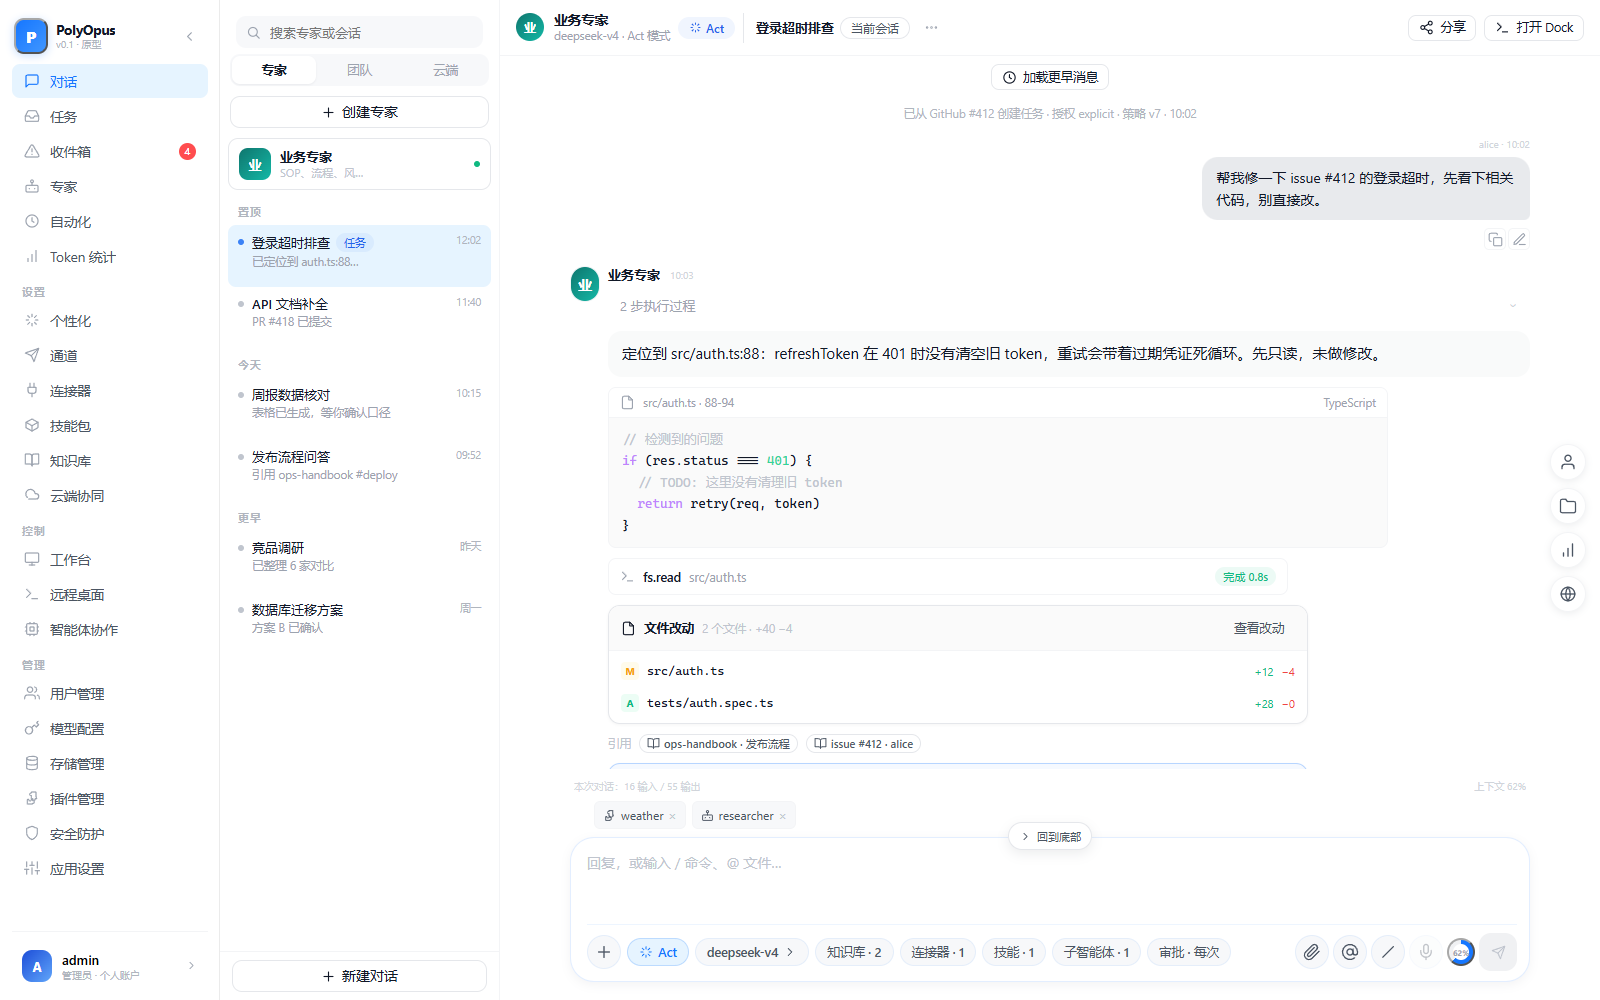 P
PolyOpus
v0.1 · 原型
对话
任务
收件箱
4
专家
自动化
Token 统计
设置
个性化
通道
连接器
技能包
知识库
云端协同
控制
工作台
远程桌面
智能体协作
管理
用户管理
模型配置
存储管理
插件管理
安全防护
应用设置
A
admin
管理员 · 个人账户
搜索专家或会话
专家
团队
云端
创建专家
业务专家
SOP、流程、风...
置顶
登录超时排查 任务 12:02
已定位到 auth.ts:88...
API 文档补全 11:40
PR #418 已提交
今天
周报数据核对 10:15
表格已生成，等你确认口径
发布流程问答 09:52
引用 ops-handbook #deploy
更早
竞品调研 昨天
已整理 6 家对比
数据库迁移方案 周一
方案 B 已确认
新建对话
业务专家
deepseek-v4 · Act 模式
Act
登录超时排查
当前会话
分享
打开 Dock
加载更早消息
已从 GitHub #412 创建任务 · 授权 explicit · 策略 v7 · 10:02
alice · 10:02
帮我修一下 issue #412 的登录超时，先看下相关
代码，别直接改。
业务专家 10:03
2 步执行过程
定位到 src/auth.ts:88：refreshToken 在 401 时没有清空旧 token，重试会带着过期凭证死循环。先只读，未做修改。
src/auth.ts · 88-94 TypeScript
// 检测到的问题
if (res.status === 401) {
// TODO: 这里没有清理旧 token
return retry(req, token)
}
fs.read src/auth.ts 完成 0.8s
文件改动 2 个文件 · +40 −4 查看改动
M src/auth.ts +12 −4
A tests/auth.spec.ts +28 −0
引用 ops-handbook · 发布流程 issue #412 · alice
本次对话：16 输入 / 55 输出 上下文 62%
weather × researcher ×
回到底部
回复，或输入 / 命令、@ 文件...
Act
deepseek-v4
知识库 · 2
连接器 · 1
技能 · 1
子智能体 · 1
审批 · 每次
62%